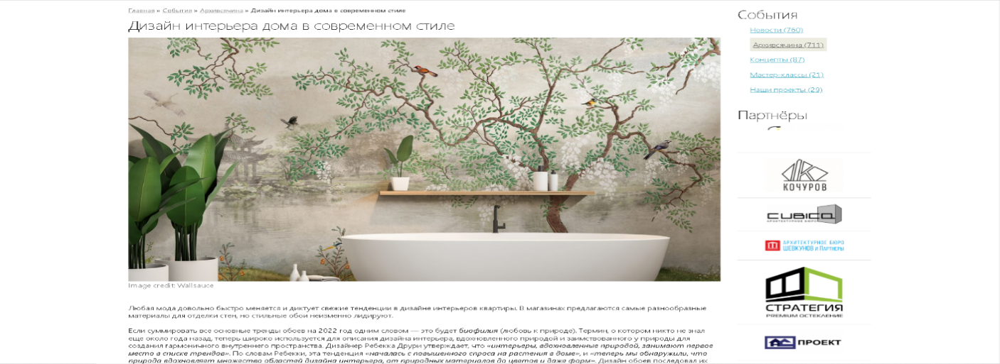 Главная » События » Архивсячина » Дизайн интерьера дома в современном стиле
Дизайн интерьера дома в современном стиле
Image credit: Wallsauce
Любая мода довольно быстро меняется и диктует свежие тенденции в дизайне интерьеров квартиры. В магазинах предлагаются самые разнообразные
материалы для отделки стен, но стильные обои неизменно лидируют.
Если суммировать все основные тренды обоев на 2022 год одним словом — это будет биофилия (любовь к природе). Термин, о котором никто не знал
еще около года назад, теперь широко используется для описания дизайна интерьера, вдохновленного природой и заимствованного у природы для
создания гармоничного внутреннего пространства. Дизайнер Ребекка Друри утверждает, что «интерьеры, вдохновленные природой, занимают первое
место в списке трендов». По словам Ребекки, эта тенденция «началась с повышенного спроса на растения в доме», и «теперь мы обнаружили, что
природа вдохновляет множество областей дизайна интерьера, от природных материалов до цветов и даже форм». Дизайн обоев последовал их
События
Новости (760)
Архивсячина (711)
Концепты (87)
Мастер-классы (21)
Наши проекты (29)
Партнёры
КОЧУРОВ
CUBICA
АРХИТЕКТУРНОЕ БЮРО
АРХИТЕКТУРНОЕ БЮРО
ШЕВКУНОВ и ПАРТНЕРЫ
СТРАТЕГИЯ
PREMIUM ОСТЕКЛЕНИЕ
ПРОЕКТ